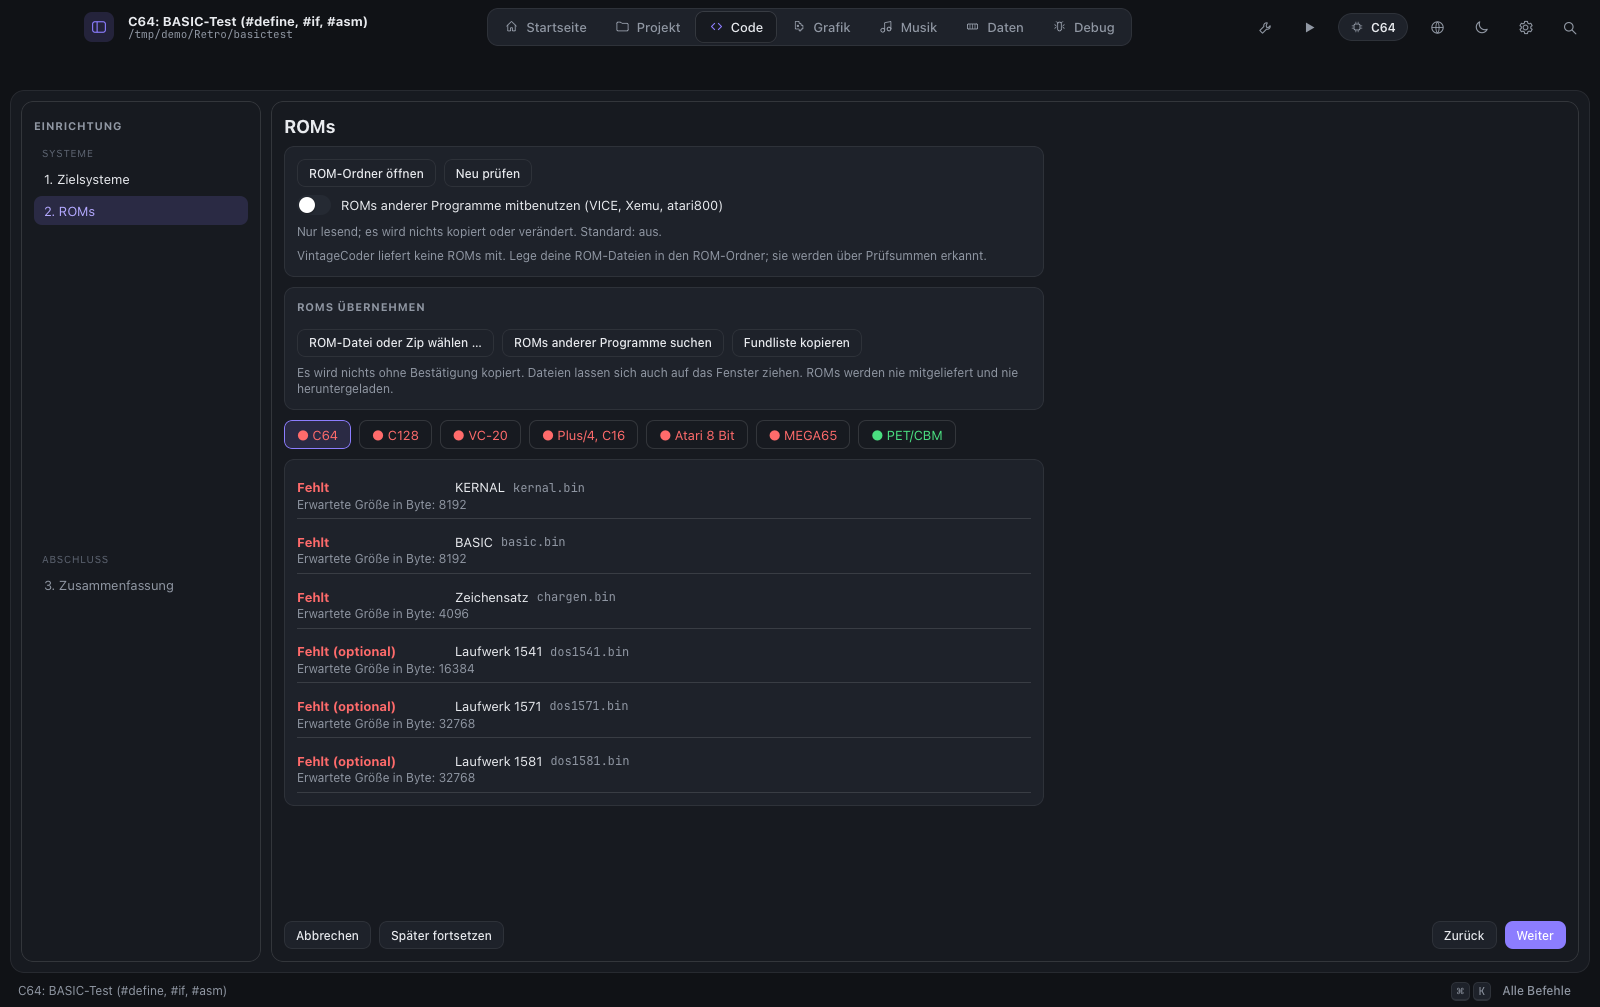 C64: BASIC-Test (#define, #if, #asm)
/tmp/demo/Retro/basictest
Startseite
Projekt
Code
Grafik
Musik
Daten
Debug
C64
EINRICHTUNG
SYSTEME
1. Zielsysteme
2. ROMs
ABSCHLUSS
3. Zusammenfassung
ROMs
ROM-Ordner öffnen
Neu prüfen
ROMs anderer Programme mitbenutzen (VICE, Xemu, atari800)
Nur lesend; es wird nichts kopiert oder verändert. Standard: aus.
VintageCoder liefert keine ROMs mit. Lege deine ROM-Dateien in den ROM-Ordner; sie werden über Prüfsummen erkannt.
ROMS ÜBERNEHMEN
ROM-Datei oder Zip wählen …
ROMs anderer Programme suchen
Fundliste kopieren
Es wird nichts ohne Bestätigung kopiert. Dateien lassen sich auch auf das Fenster ziehen. ROMs werden nie mitgeliefert und nie
heruntergeladen.
C64
C128
VC-20
Plus/4, C16
Atari 8 Bit
MEGA65
PET/CBM
Fehlt KERNAL kernal.bin
Erwartete Größe in Byte: 8192
Fehlt BASIC basic.bin
Erwartete Größe in Byte: 8192
Fehlt Zeichensatz chargen.bin
Erwartete Größe in Byte: 4096
Fehlt (optional) Laufwerk 1541 dos1541.bin
Erwartete Größe in Byte: 16384
Fehlt (optional) Laufwerk 1571 dos1571.bin
Erwartete Größe in Byte: 32768
Fehlt (optional) Laufwerk 1581 dos1581.bin
Erwartete Größe in Byte: 32768
Abbrechen
Später fortsetzen
Zurück
Weiter
C64: BASIC-Test (#define, #if, #asm)
⌘ K Alle Befehle